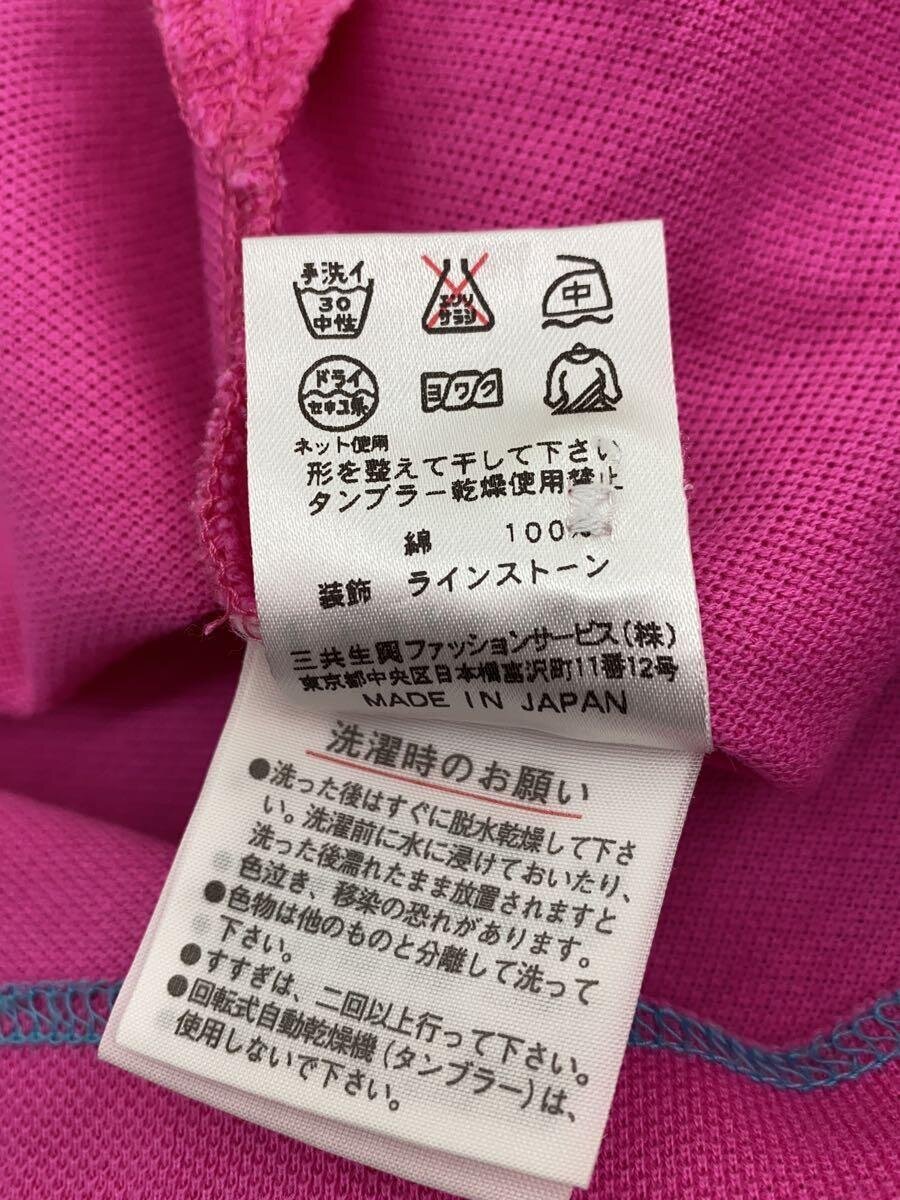 手洗イ
30
中性
エンソ
サラシ
中
ドライ
セキユ系
ヨワク
ネット使用
形を整えて干して下さい
タンブラー乾燥使用禁止
綿 100%
装飾 ラインストーン
三共生興ファッションサービス(株)
東京都中央区日本橋富沢町11番12号
MADE IN JAPAN
洗濯時のお願い
●洗った後はすぐに脱水乾燥して下さ
い。洗濯前に水に浸けておいたり、
洗った後濡れたまま放置されますと
色泣き、移染の恐れがあります。
●色物は他のものと分離して洗って
下さい。
●すすぎは、二回以上行って下さい。
●回転式自動乾燥機(タンブラー)は、
使用しないで下さい。